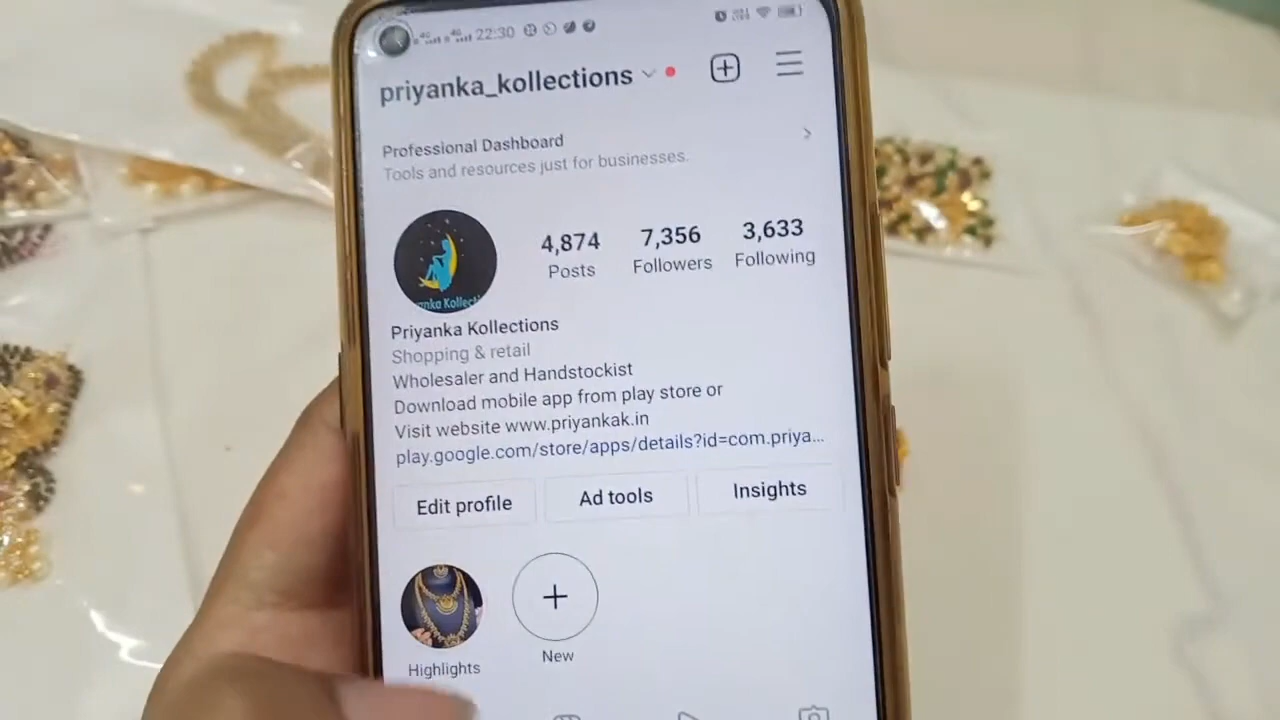 22:30
priyanka_kollections
Professional Dashboard
Tools and resources just for businesses.
4,874 7,356 3,633
Posts Followers Following
Priyanka Kollections
Shopping & retail
Wholesaler and Handstockist
Download mobile app from play store or
Visit website www.priyankak.in
play.google.com/store/apps/details?id=com.priya...
Edit profile Ad tools Insights
Highlights New